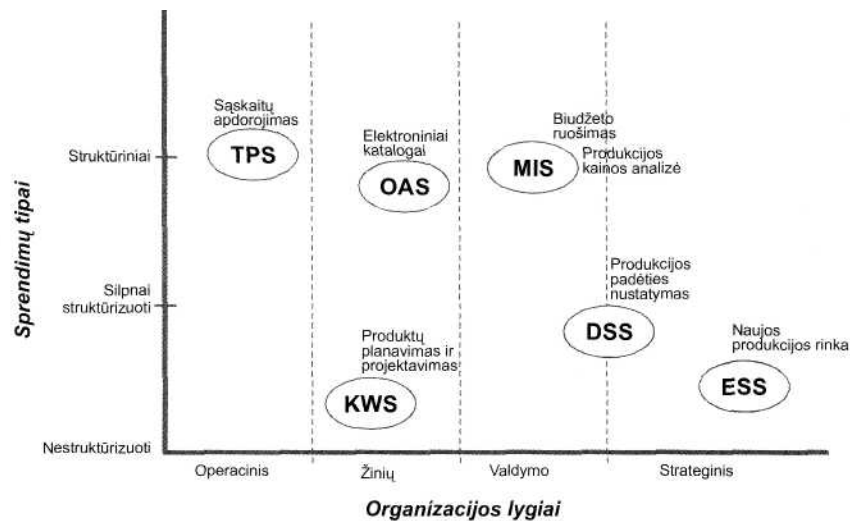 Sąskaitų
apdorojimas
TPS
Elektroniniai
katalogai
OAS
Biudžeto
ruošimas
MIS
Produkcijos
kainos analizė
Struktūriniai
Sprendimų tipai
Silpnai
struktūrizuoti
Produkcijos
padėties
nustatymas
DSS
Produktų
planavimas ir
projektavimas
KWS
Naujos
produkcijos rinka
ESS
Nestruktūrizuoti
Operacinis
Žinių
Valdymo
Strateginis
Organizacijos lygiai